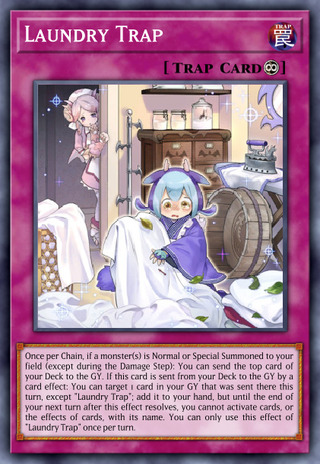 Laundry Trap
TRAP
罠
[ Trap Card ]
Once per Chain, if a monster(s) is Normal or Special Summoned to your
field (except during the Damage Step): You can send the top card of
your Deck to the GY. If this card is sent from your Deck to the GY by a
card effect: You can target 1 card in your GY that was sent there this
turn, except "Laundry Trap"; add it to your hand, but until the end of
your next turn after this effect resolves, you cannot activate cards, or
the effects of cards, with its name. You can only use this effect of
"Laundry Trap" once per turn.